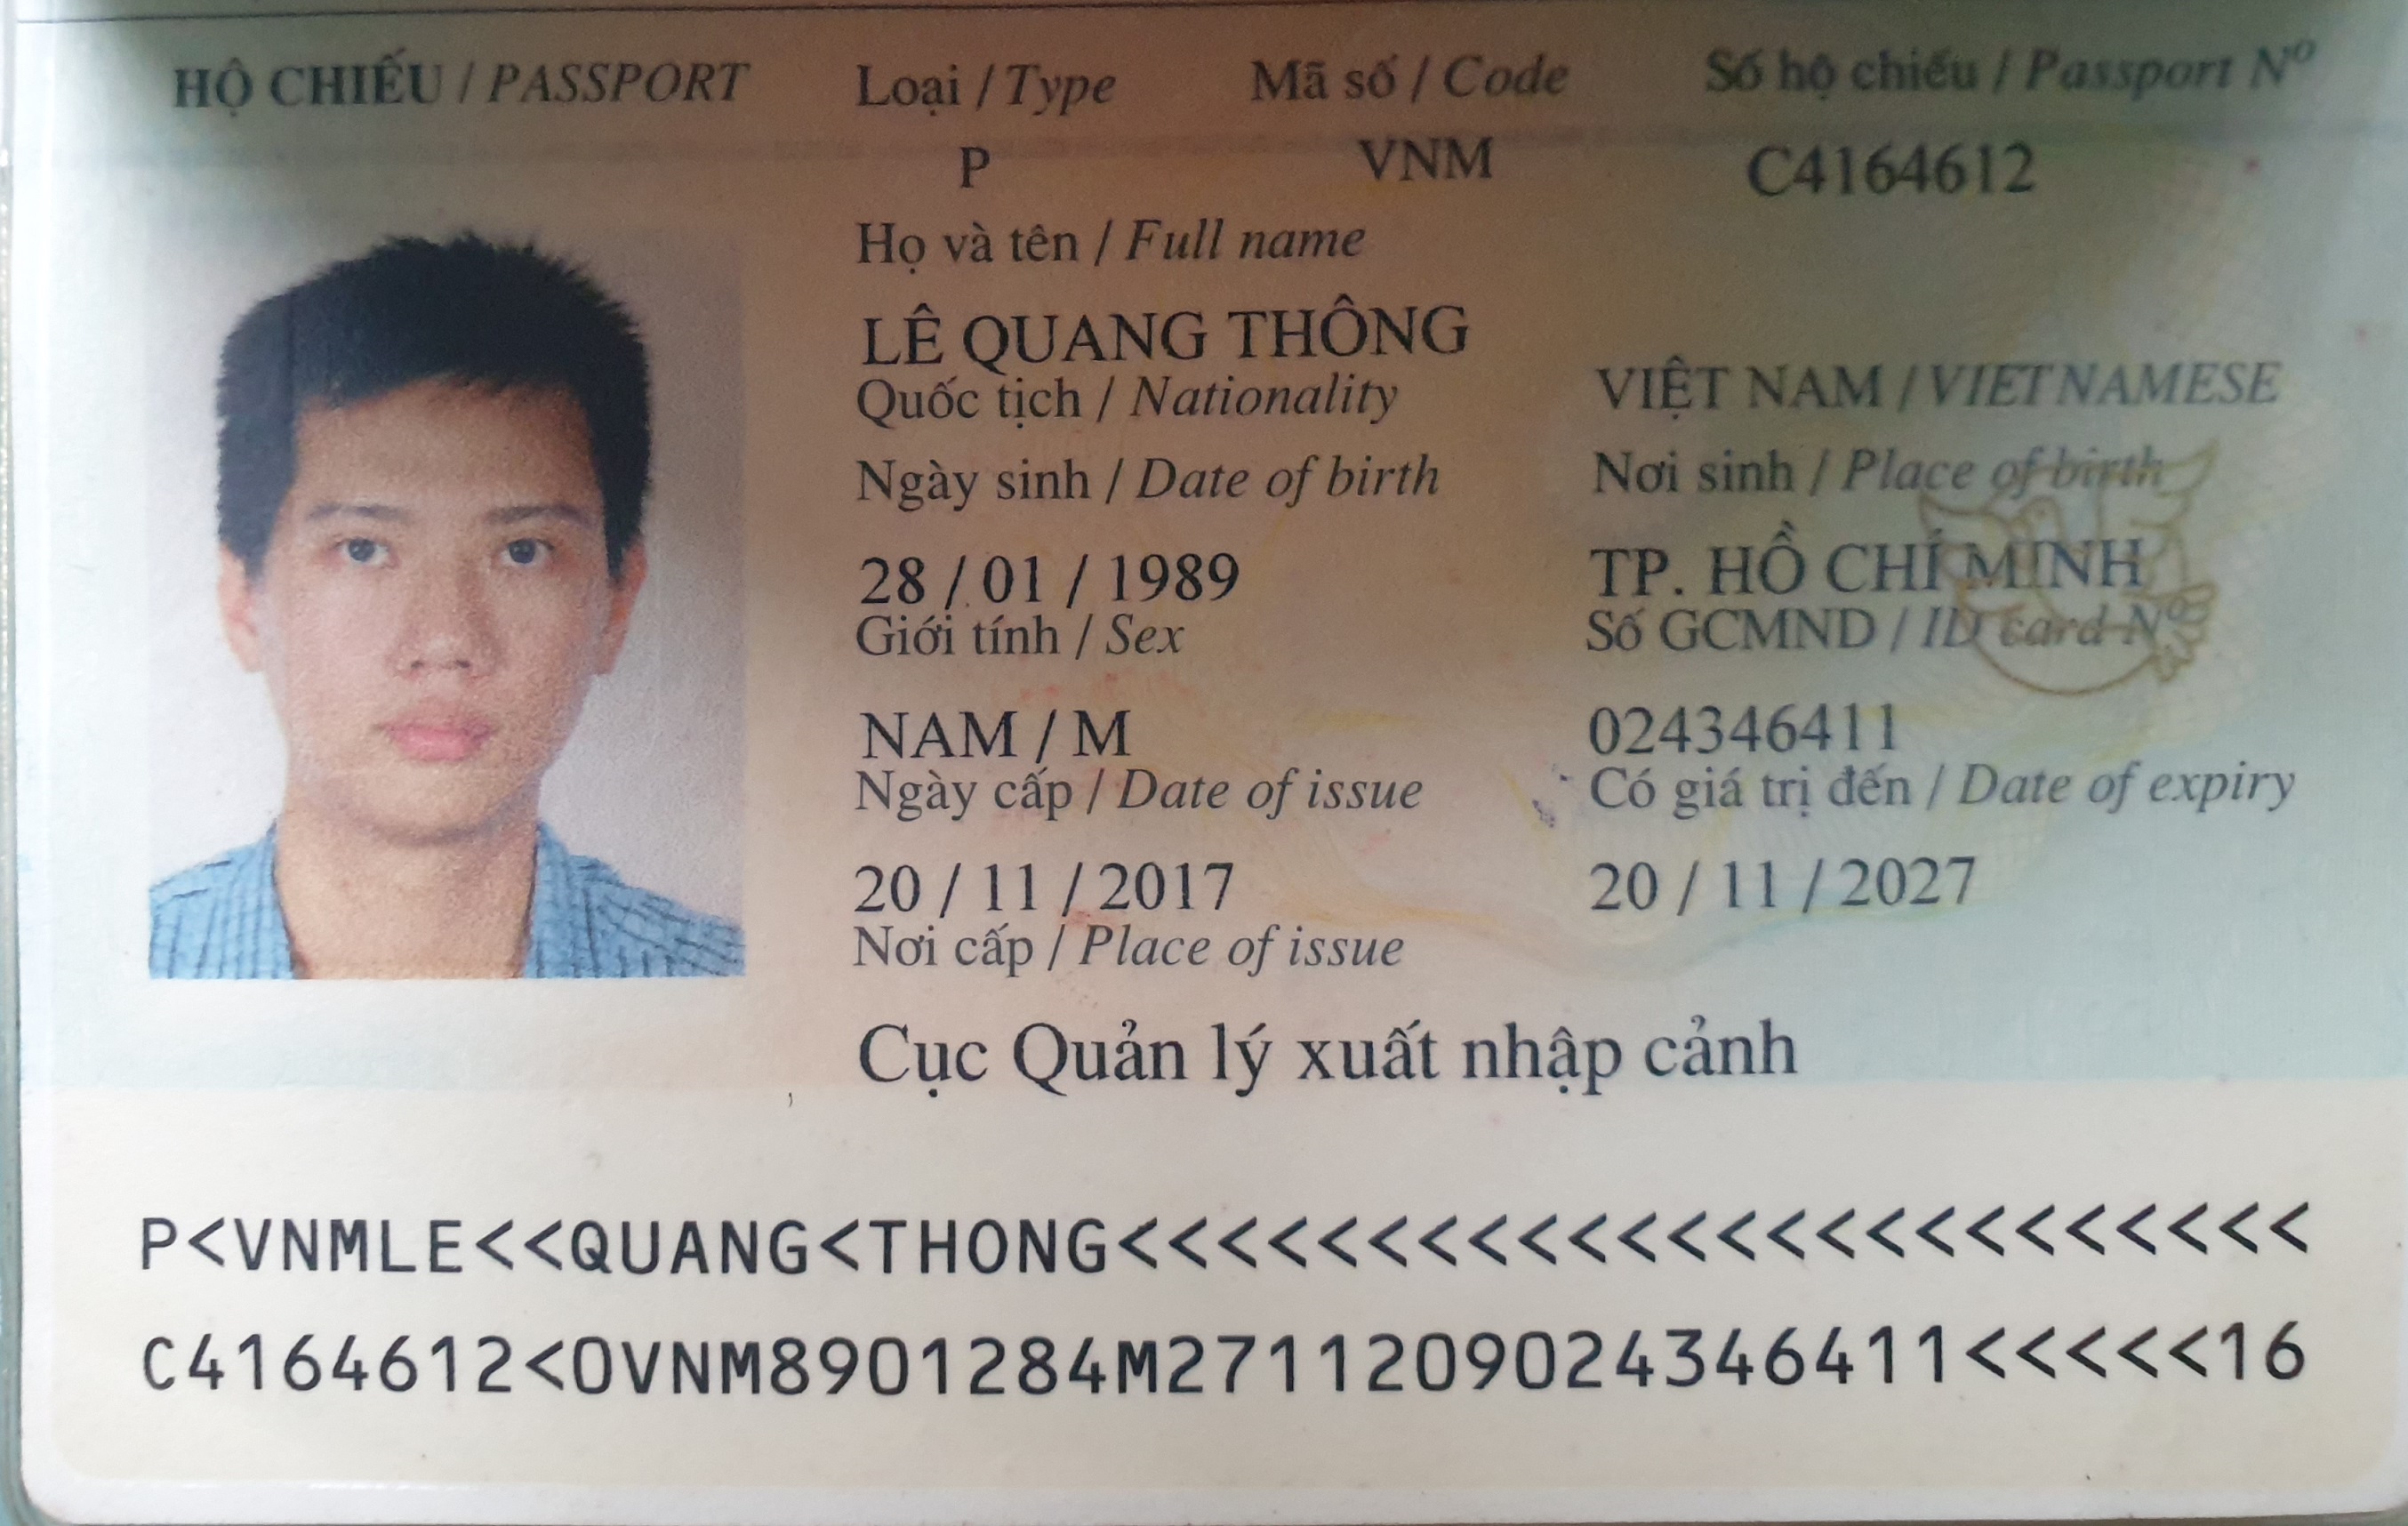 HỘ CHIẾU / PASSPORT Loại / Type Mã số / Code Số hộ chiếu / Passport Nº
P VNM C4164612
Họ và tên / Full name
LÊ QUANG THÔNG
Quốc tịch / Nationality VIỆT NAM / VIETNAMESE
Ngày sinh / Date of birth Nơi sinh / Place of birth
28 / 01 / 1989 TP. HỒ CHÍ MINH
Giới tính / Sex Số GCMND / ID card Nº
NAM / M 024346411
Ngày cấp / Date of issue Có giá trị đến / Date of expiry
20 / 11 / 2017 20 / 11 / 2027
Nơi cấp / Place of issue
Cục Quản lý xuất nhập cảnh
P<VNMLE<<QUANG<THONG<<<<<<<<<<<<<<<<<<<<<<<<
C4164612<0VNM8901284M2711209024346411<<<<<16